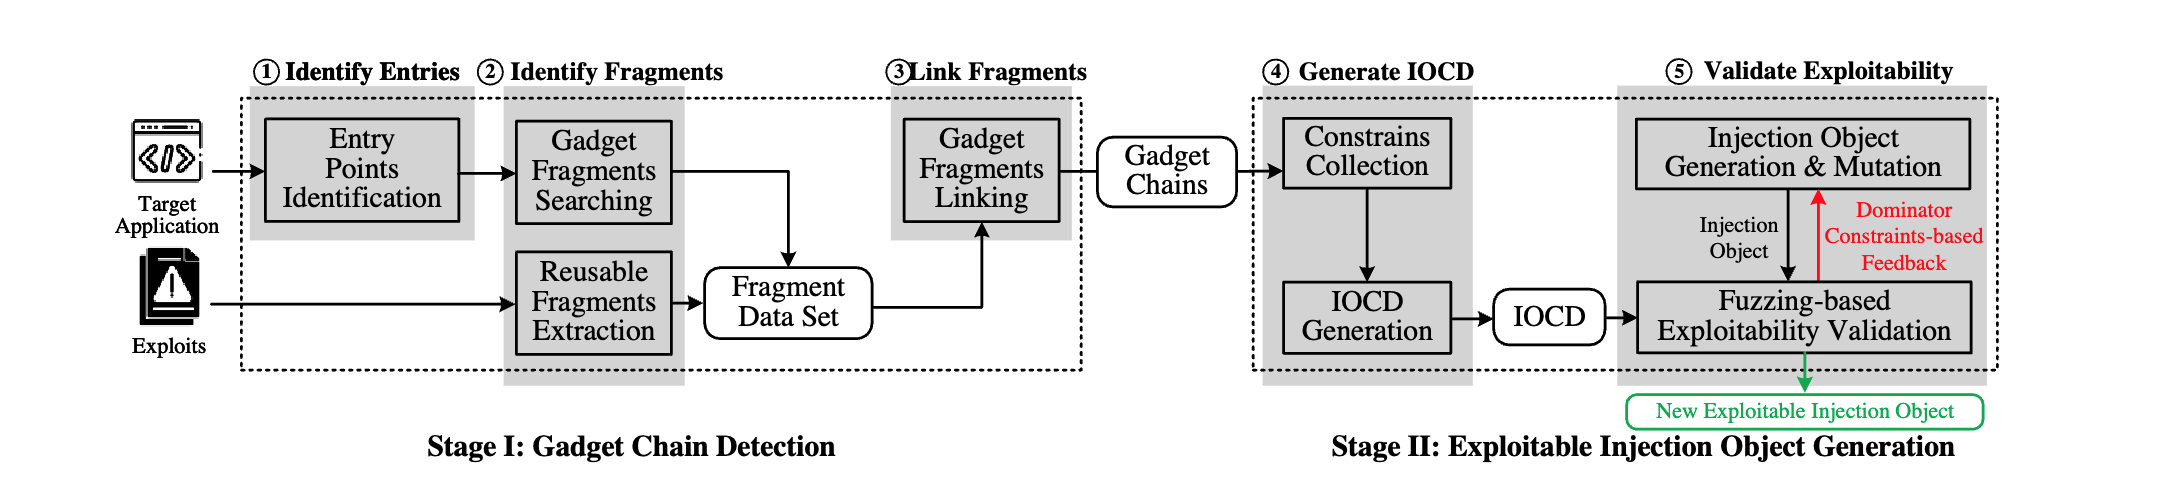 ① Identify Entries
② Identify Fragments
③Link Fragments
④ Generate IOCD
⑤ Validate Exploitability
</>
Target
Application
Exploits
Entry
Points
Identification
Gadget
Fragments
Searching
Reusable
Fragments
Extraction
Fragment
Data Set
Gadget
Fragments
Linking
Gadget
Chains
Constrains
Collection
IOCD
Generation
IOCD
Injection Object
Generation & Mutation
Injection
Object
Dominator
Constraints-based
Feedback
Fuzzing-based
Exploitability Validation
New Exploitable Injection Object
Stage I: Gadget Chain Detection
Stage II: Exploitable Injection Object Generation